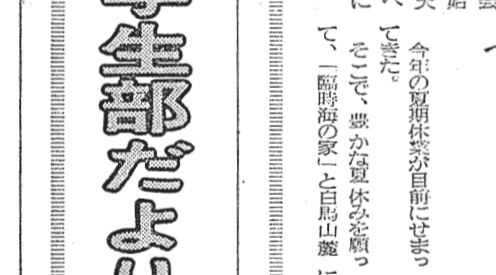 今年の夏期休業が目前にせまっ
てきた。
そこで、豊かな夏休みを願っ
て、「臨時海の家」と白馬山麓
学生部だより